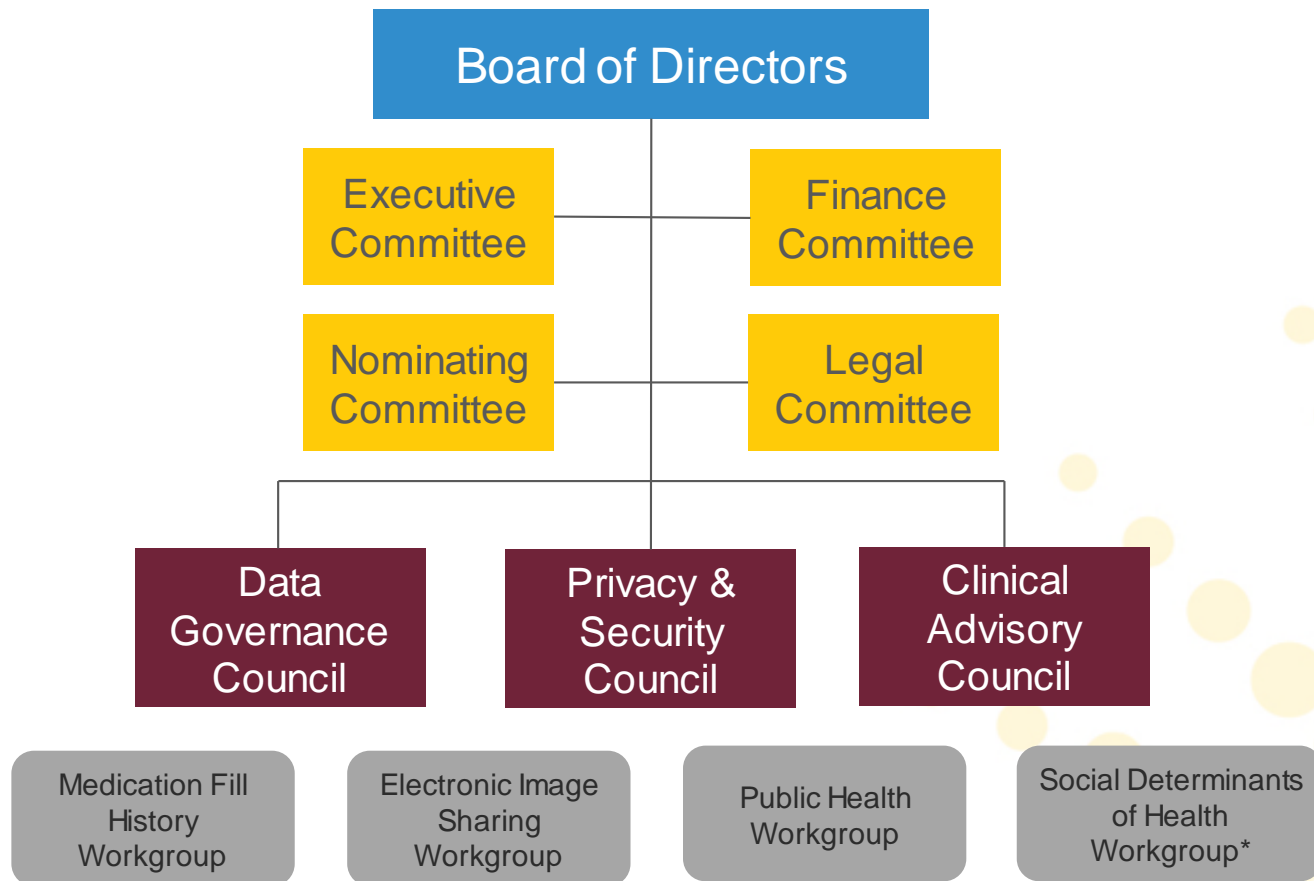 Board of Directors
Executive
Committee
Finance
Committee
Nominating
Committee
Legal
Committee
Data
Governance
Council
Privacy &
Security
Council
Clinical
Advisory
Council
Medication Fill
History
Workgroup
Electronic Image
Sharing
Workgroup
Public Health
Workgroup
Social Determinants
of Health
Workgroup*